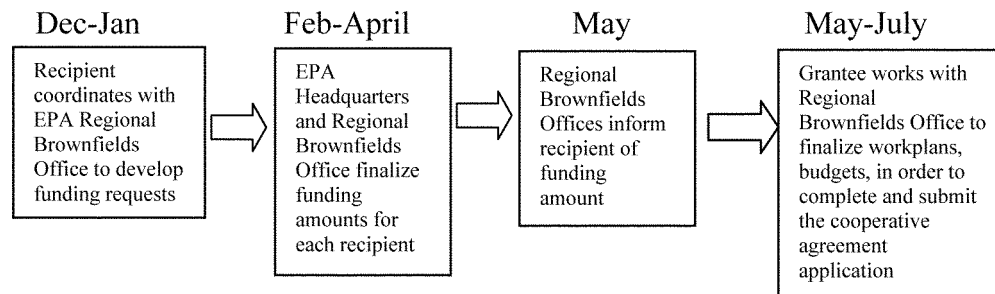 Dec-Jan
Recipient
coordinates with
EPA Regional
Brownfields
Office to develop
funding requests
Feb-April
EPA
Headquarters
and Regional
Brownfields
Office finalize
funding
amounts for
each recipient
May
Regional
Brownfields
Offices inform
recipient of
funding
amount
May-July
Grantee works with
Regional
Brownfields Office to
finalize workplans,
budgets, in order to
complete and submit
the cooperative
agreement
application